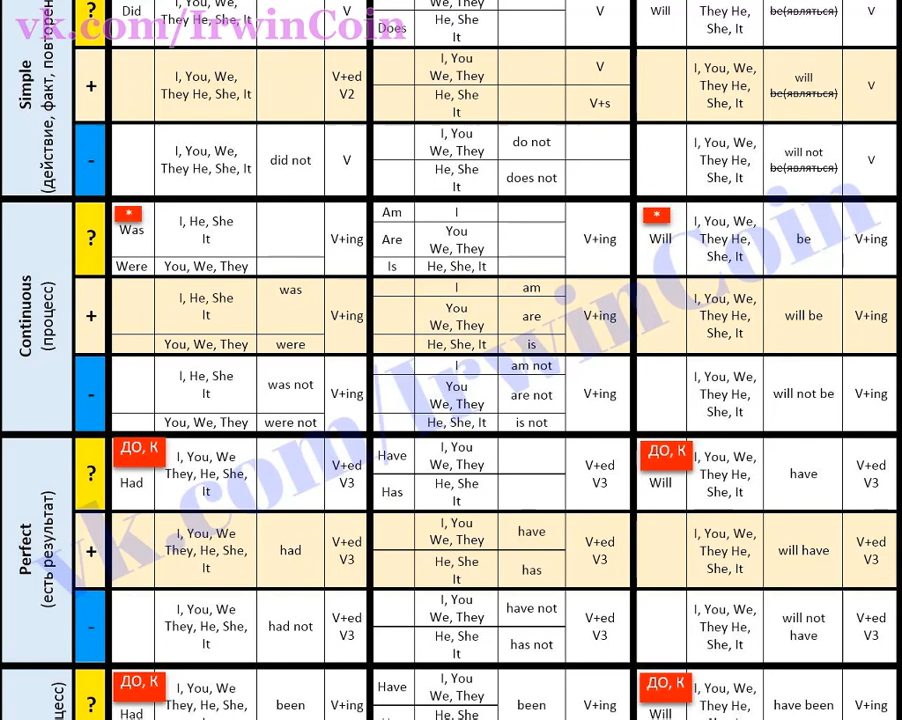 vk.com/IrwinCoin
Simple
(действие, факт, повторен
?
Did
I, You, We,
They He, She, It
V
We, They
Does
He, She
It
V
Will
They He,
She, It
be(являться)
V
+
I, You, We,
They He, She, It
V+ed
V2
I, You
We, They
V
He, She
It
V+s
I, You, We,
They He,
She, It
will
be(являться)
V
-
I, You, We,
They He, She, It
did not
V
I, You
We, They
do not
He, She
It
does not
I, You, We,
They He,
She, It
will not
be(являться)
V
Continuous
(процесс)
?
*
Was
I, He, She
It
V+ing
Were
You, We, They
Am
I
Are
You
We, They
V+ing
Is
He, She, It
*
Will
I, You, We,
They He,
She, It
be
V+ing
+
I, He, She
It
was
V+ing
You, We, They
were
I
am
You
We, They
are
V+ing
He, She, It
is
I, You, We,
They He,
She, It
will be
V+ing
-
I, He, She
It
was not
V+ing
You, We, They
were not
I
am not
You
We, They
are not
V+ing
He, She, It
is not
I, You, We,
They He,
She, It
will not be
V+ing
Perfect
(есть результат)
?
ДО, К
Had
I, You, We
They, He, She,
It
V+ed
V3
Have
I, You
We, They
Has
He, She
It
V+ed
V3
ДО, К
Will
I, You, We,
They He,
She, It
have
V+ed
V3
+
I, You, We
They, He, She,
It
had
V+ed
V3
I, You
We, They
have
He, She
It
has
V+ed
V3
I, You, We,
They He,
She, It
will have
V+ed
V3
-
I, You, We
They, He, She,
It
had not
V+ed
V3
I, You
We, They
have not
He, She
It
has not
V+ed
V3
I, You, We,
They He,
She, It
will not
have
V+ed
V3
цесс)
?
ДО, К
Had
I, You, We
They, He, She,
been
V+ing
Have
I, You
We, They
He, She
been
V+ing
ДО, К
Will
I, You, We,
They He,
have been
V+ing
vk.com/IrwinCoin